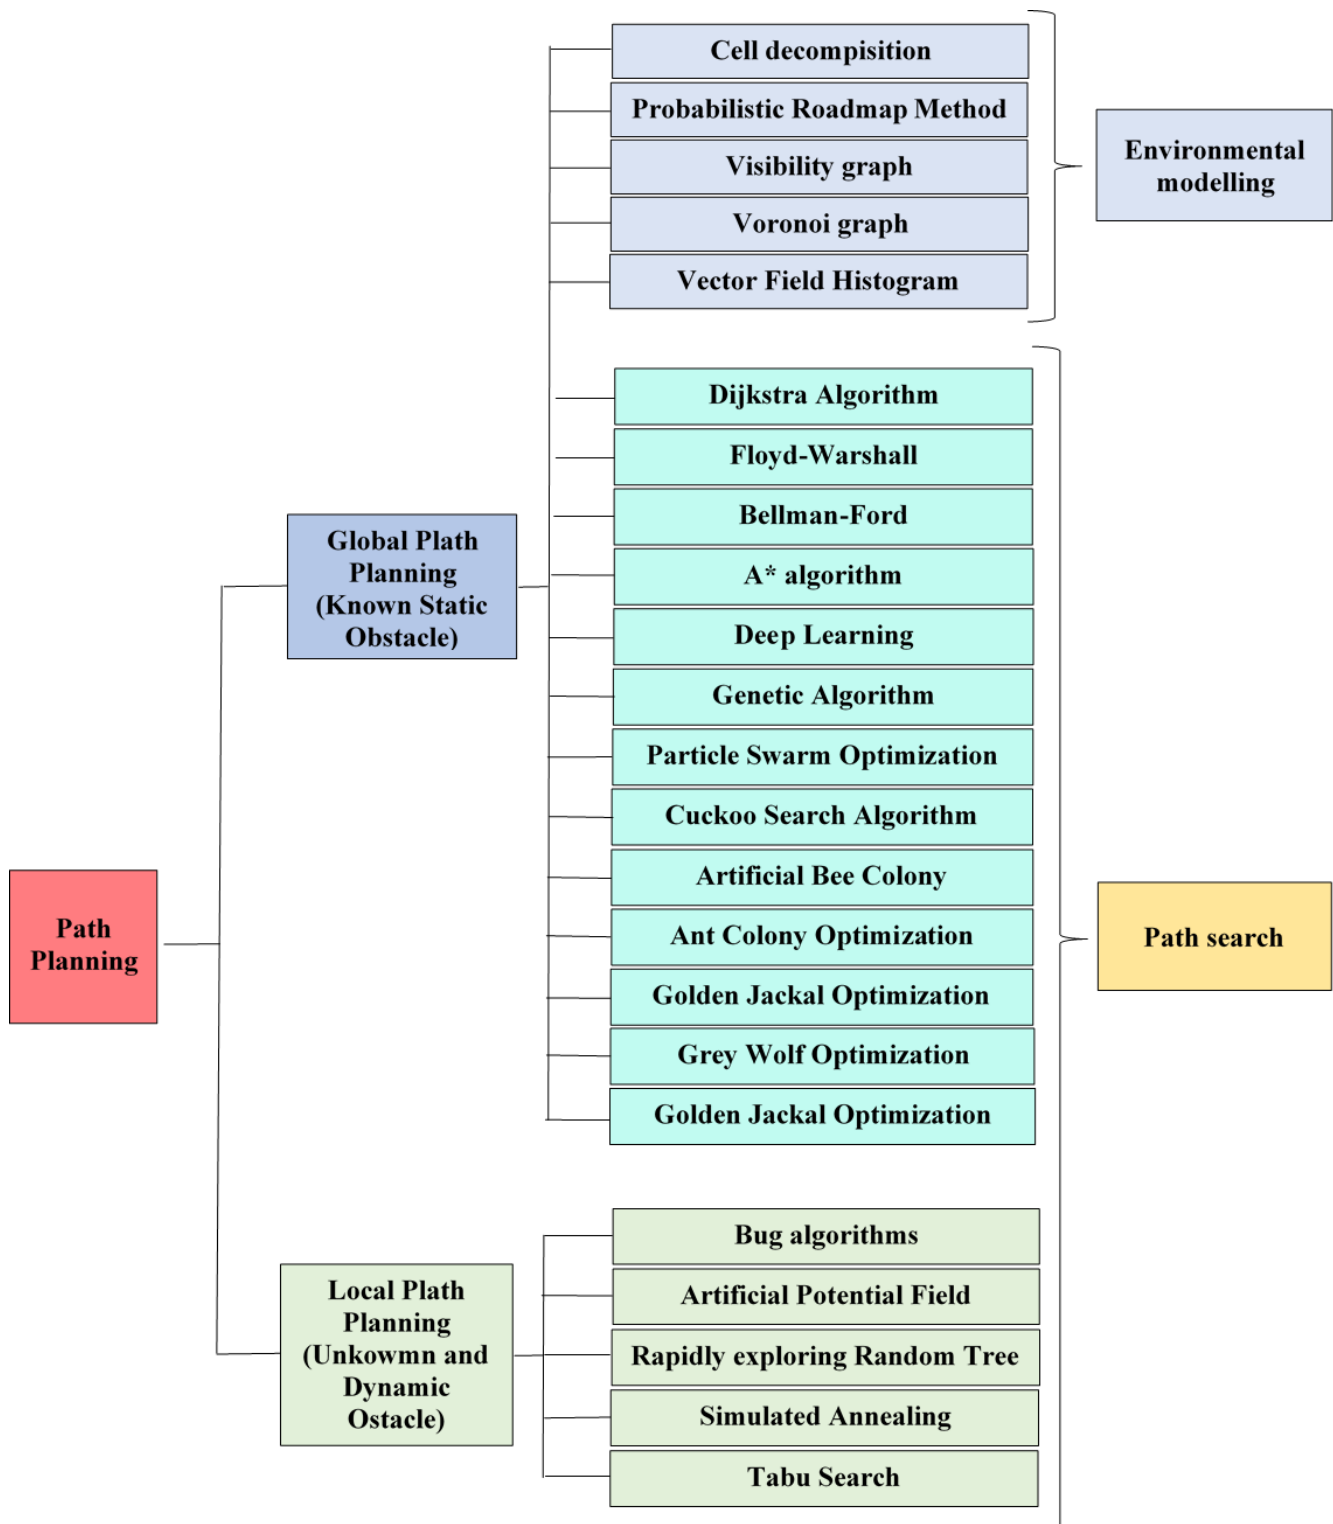 Cell decompisition
Probabilistic Roadmap Method
Visibility graph
Voronoi graph
Vector Field Histogram
Environmental
modelling
Dijkstra Algorithm
Floyd-Warshall
Bellman-Ford
A* algorithm
Deep Learning
Genetic Algorithm
Particle Swarm Optimization
Cuckoo Search Algorithm
Artificial Bee Colony
Ant Colony Optimization
Golden Jackal Optimization
Grey Wolf Optimization
Golden Jackal Optimization
Global Plath
Planning
(Known Static
Obstacle)
Path
Planning
Path search
Local Plath
Planning
(Unkowmn and
Dynamic
Ostacle)
Bug algorithms
Artificial Potential Field
Rapidly exploring Random Tree
Simulated Annealing
Tabu Search